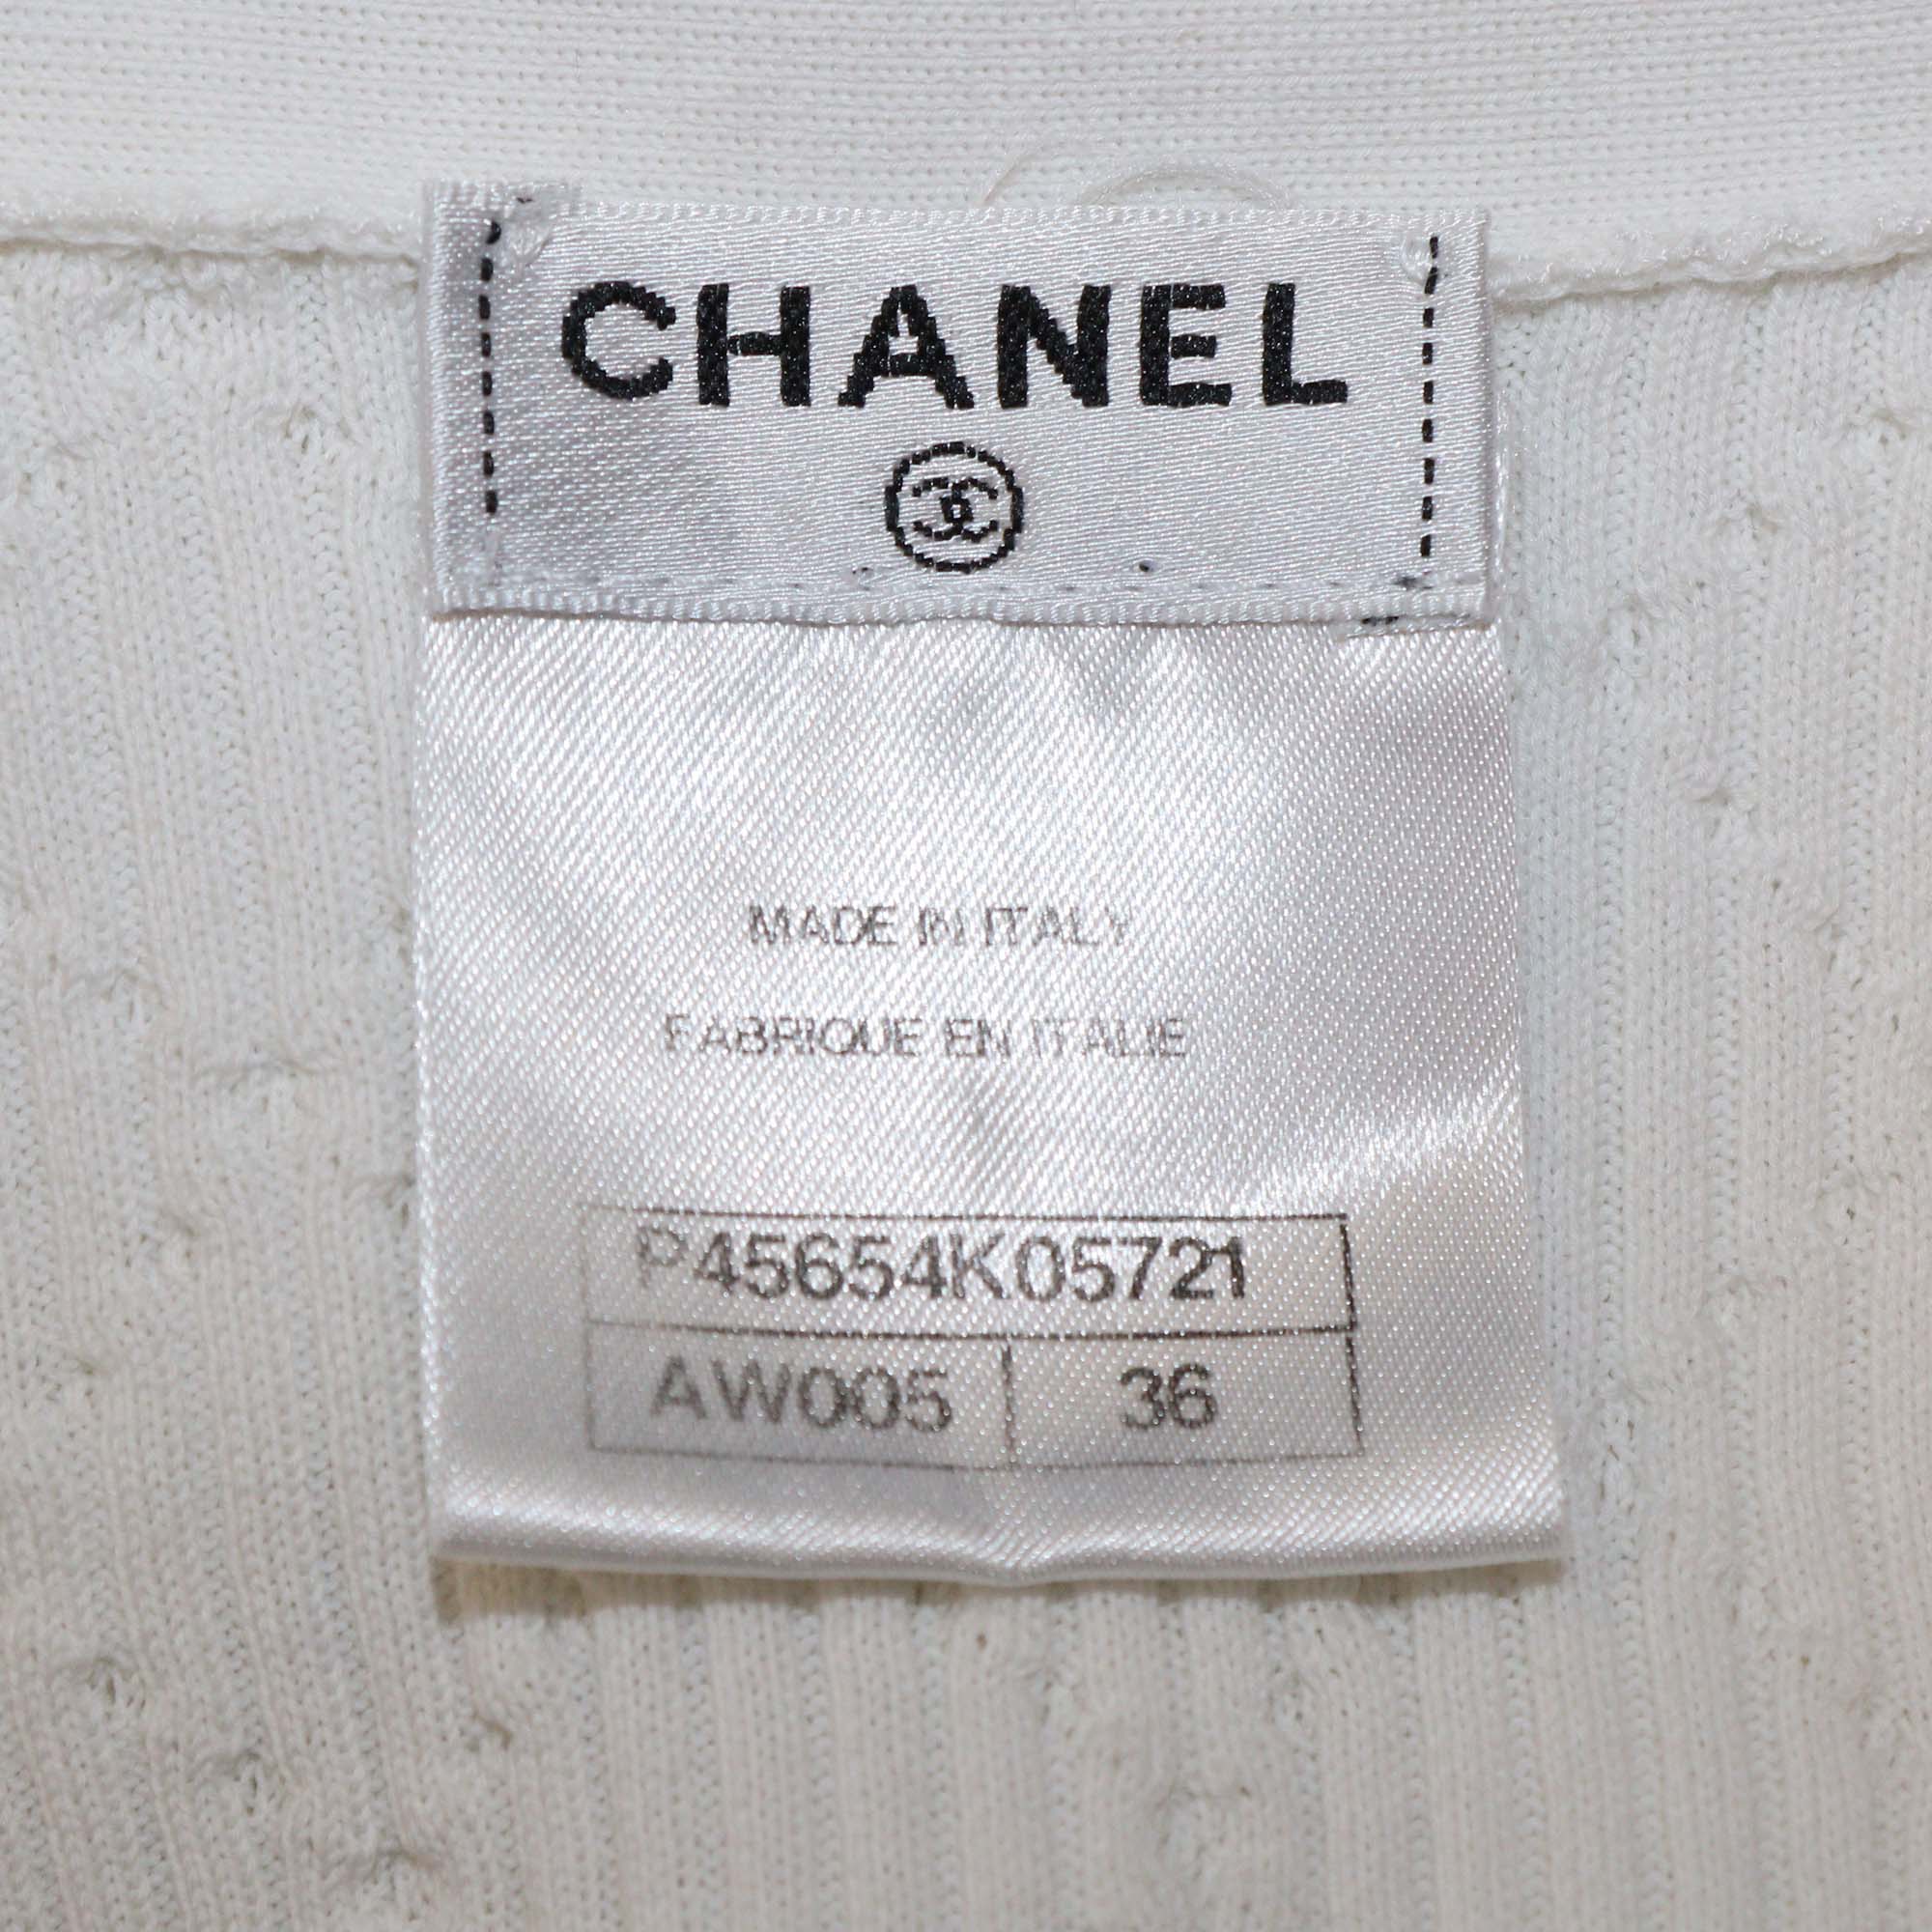 CHANEL
MADE IN ITALY
FABRIQUE EN ITALIE
P45654K05721
AW005 36